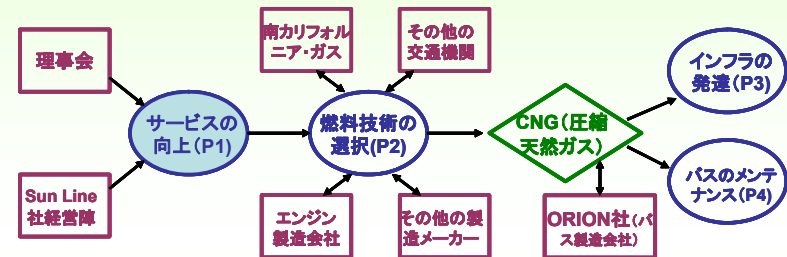 理事会
Sun Line
社経営陣
サービスの
向上(P1)
南カリフォル
ニア・ガス
その他の
交通機関
燃料技術の
選択(P2)
エンジン
製造会社
その他の製
造メーカー
CNG(圧縮
天然ガス)
ORION社(バ
ス製造会社)
インフラの
発達(P3)
バスのメンテ
ナンス(P4)